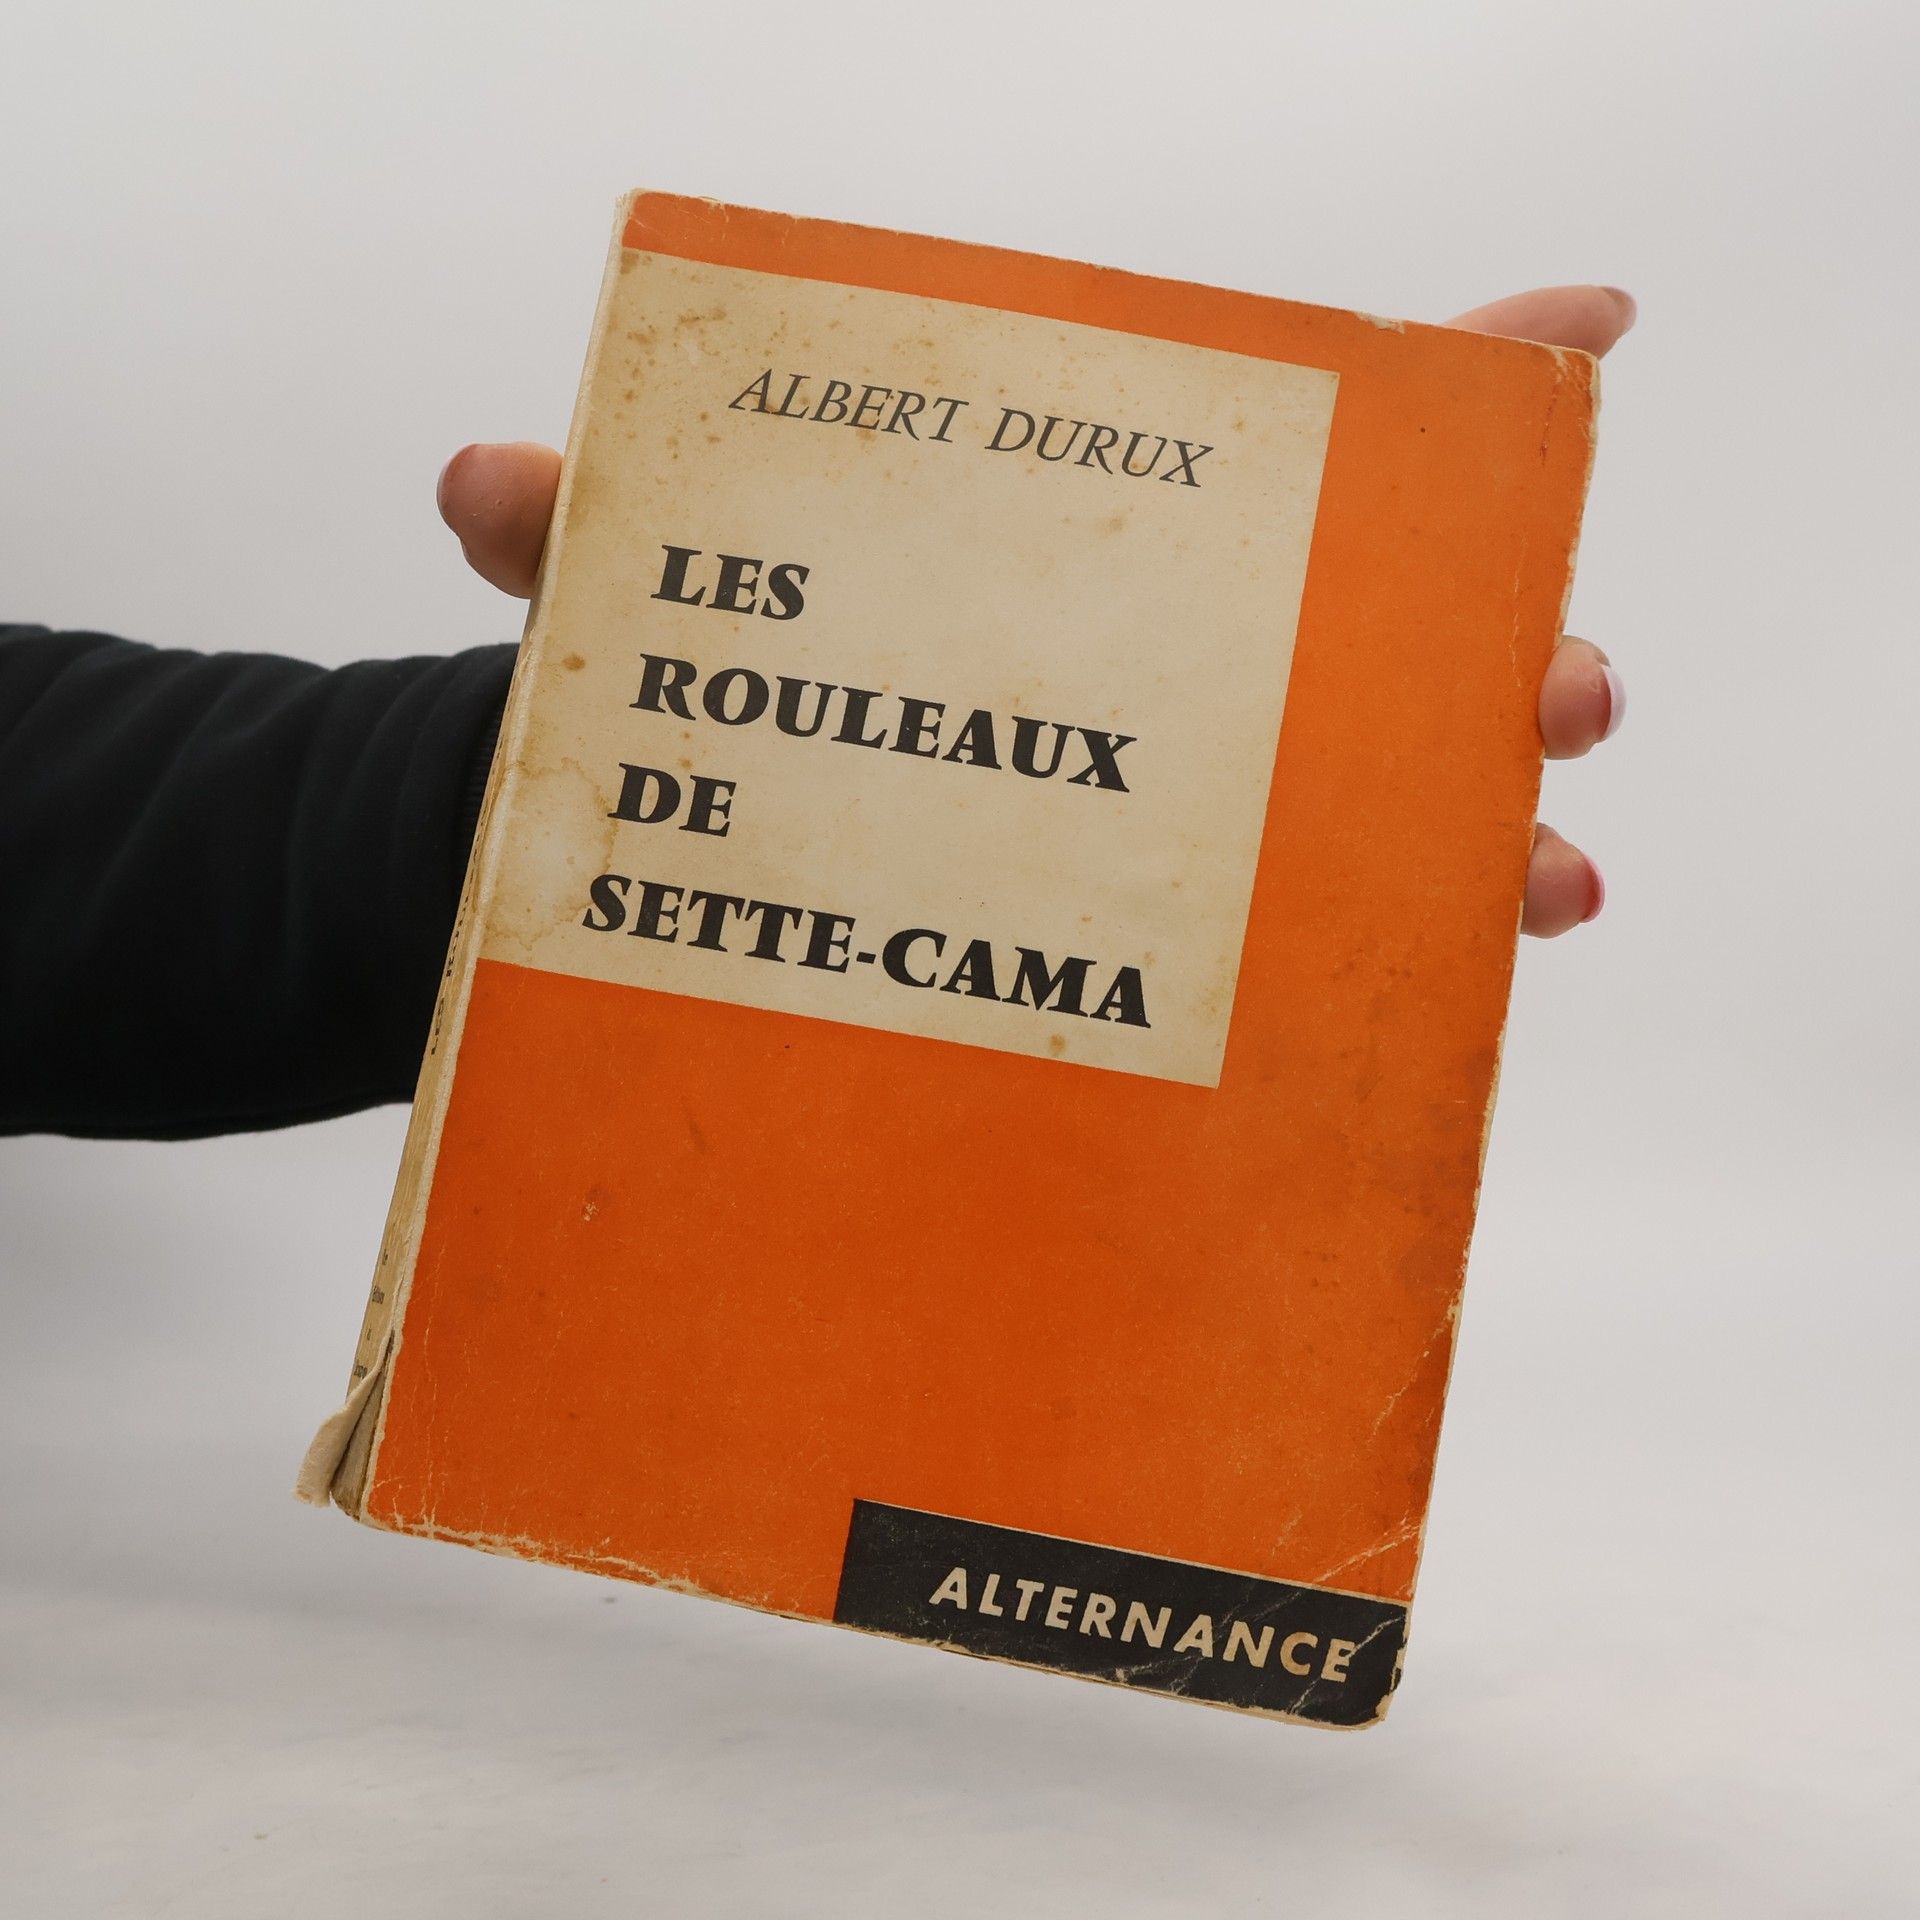 ALBERT DURUX
LES
ROULEAUX
DE
SETTE-CAMA
ALTERNANCE